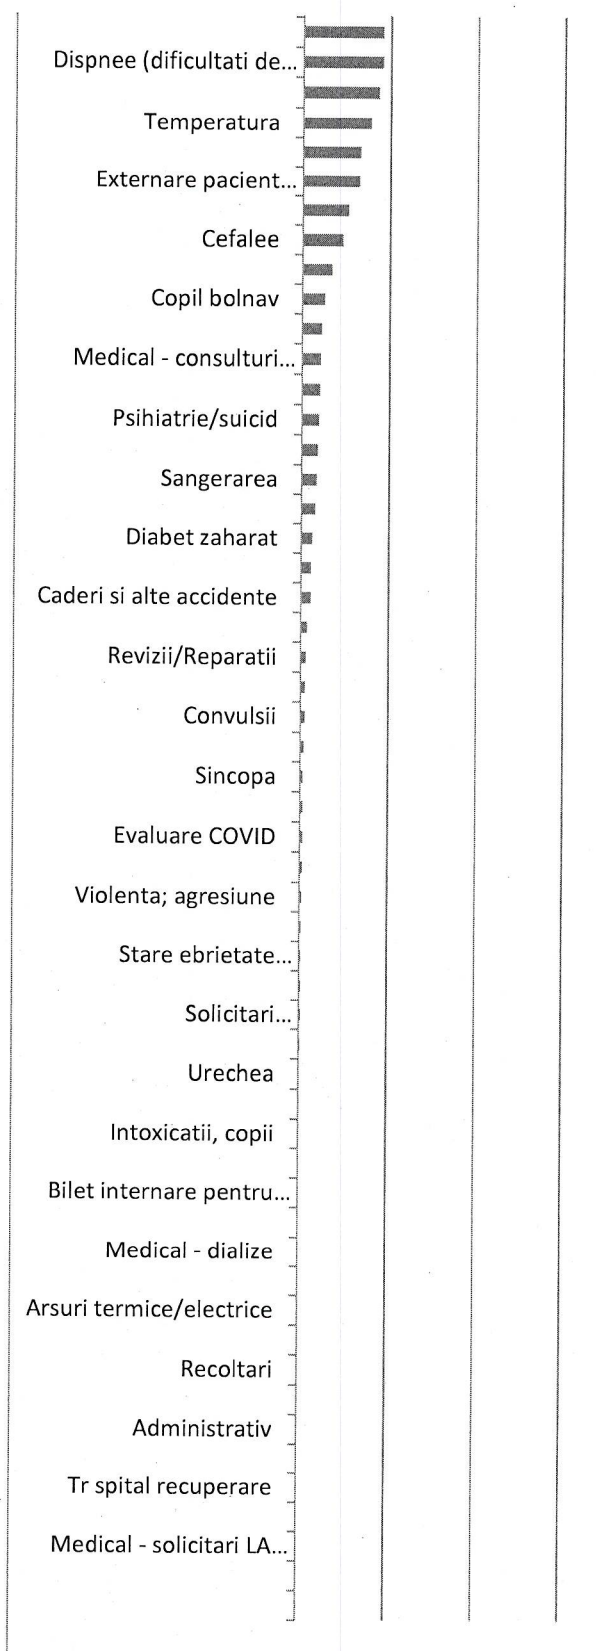 Dispnee (dificultati de...
Temperatura
Externare pacient...
Cefalee
Copil bolnav
Medical - consulturi...
Psihiatrie/suicid
Sangerarea
Diabet zaharat
Caderi si alte accidente
Revizii/Reparatii
Convulsii
Sincopa
Evaluare COVID
Violenta; agresiune
Stare ebrietate...
Solicitari...
Urechea
Intoxicatii, copii
Bilet internare pentru...
Medical - dialize
Arsuri termice/electrice
Recoltari
Administrativ
Tr spital recuperare
Medical - solicitari LA...